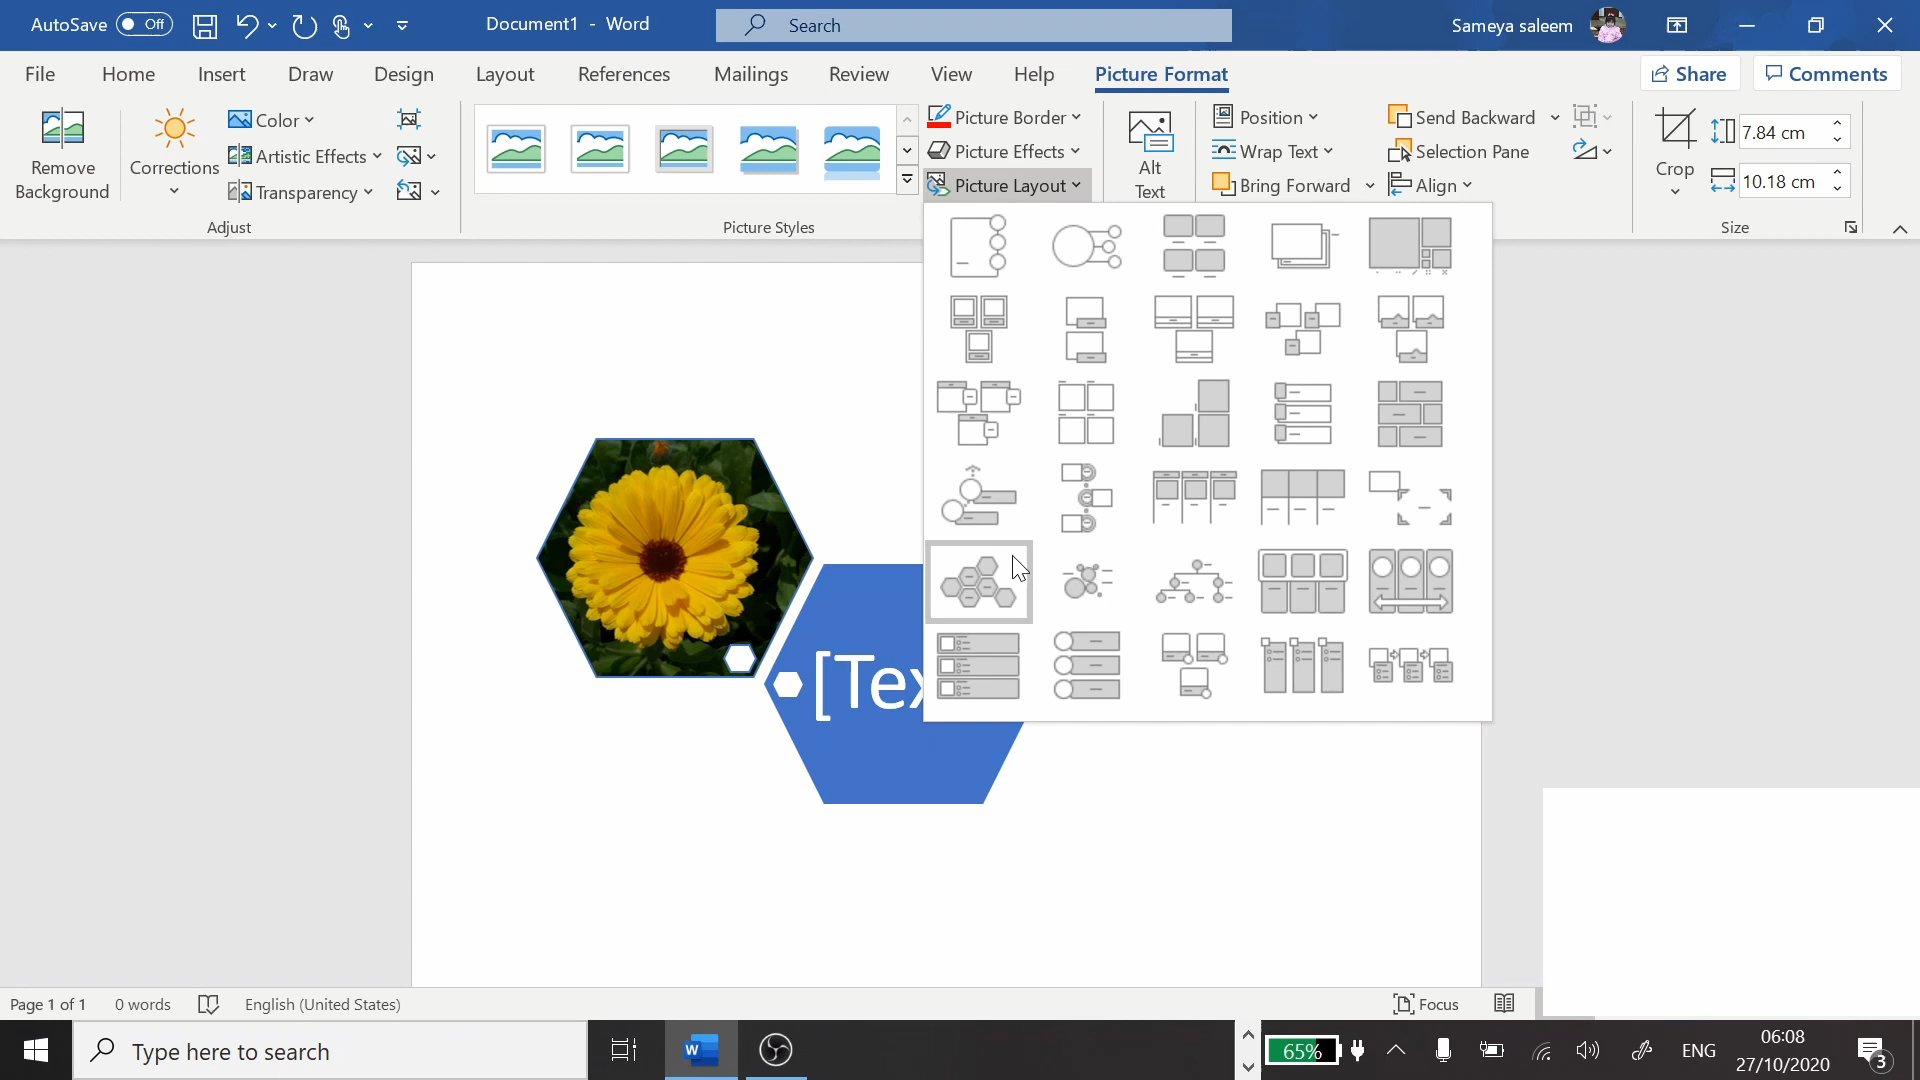 AutoSave Off Document1 - Word Search Sameya saleem
File Home Insert Draw Design Layout References Mailings Review View Help Picture Format Share Comments
Remove Background
Corrections
Color
Artistic Effects
Transparency
Adjust
Picture Styles
Picture Border
Picture Effects
Picture Layout
Alt Text
Position
Wrap Text
Bring Forward
Send Backward
Selection Pane
Align
Crop
7.84 cm
10.18 cm
Size
[Tex
Page 1 of 1 0 words English (United States) Focus
W Type here to search 65% ENG 06:08
27/10/2020 3